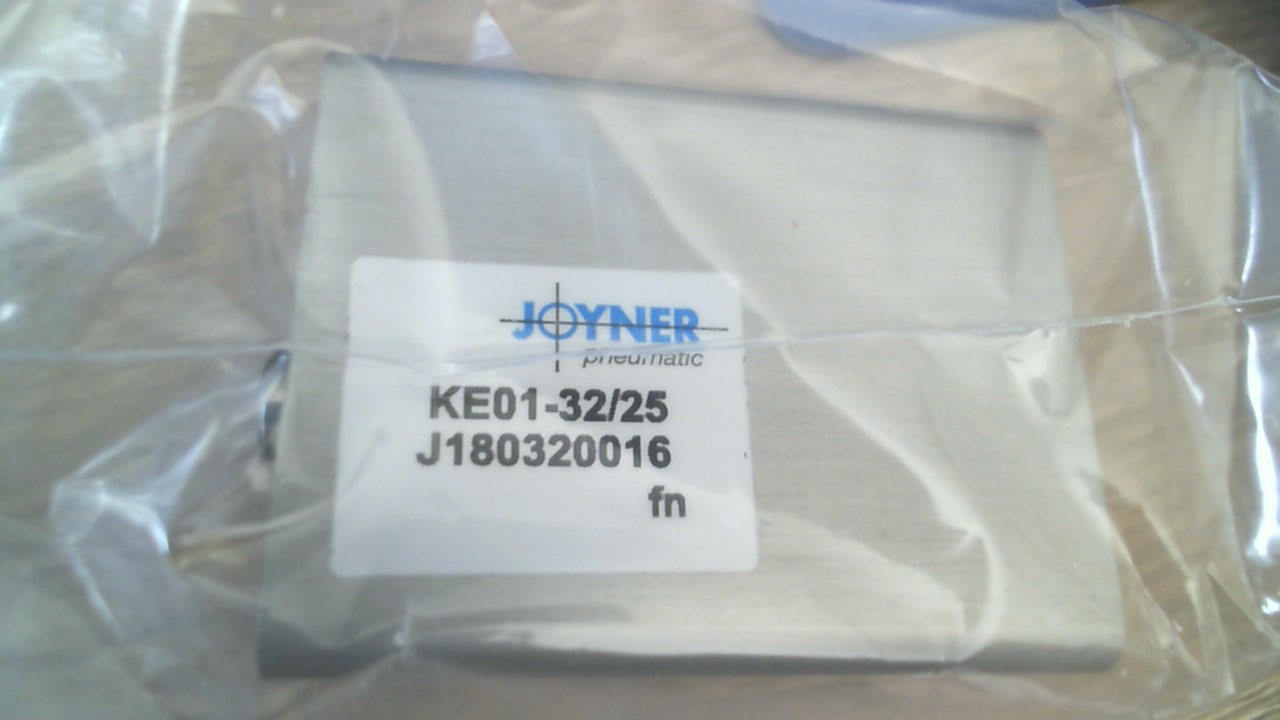 JOYNER
pneumatic
KE01-32/25
J180320016
fn